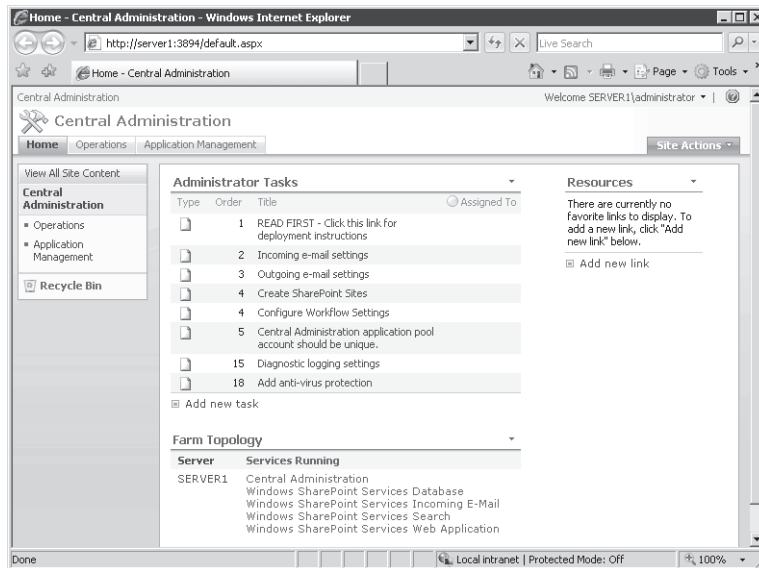 Home - Central Administration - Windows Internet Explorer
http://server1:3894/default.aspx
Live Search
Home - Central Administration
Page
Tools
Central Administration
Welcome SERVER1\administrator
Central Administration
Home
Operations
Application Management
Site Actions
View All Site Content
Central
Administration
Operations
Application
Management
Recycle Bin
Administrator Tasks
Type Order Title Assigned To
1 READ FIRST - Click this link for
deployment instructions
2 Incoming e-mail settings
3 Outgoing e-mail settings
4 Create SharePoint Sites
4 Configure Workflow Settings
5 Central Administration application pool
account should be unique.
15 Diagnostic logging settings
18 Add anti-virus protection
Add new task
Farm Topology
Server Services Running
SERVER1 Central Administration
Windows SharePoint Services Database
Windows SharePoint Services Incoming E-Mail
Windows SharePoint Services Search
Windows SharePoint Services Web Application
Resources
There are currently no
favorite links to display. To
add a new link, click "Add
new link" below.
Add new link
Done
Local intranet | Protected Mode: Off
100%